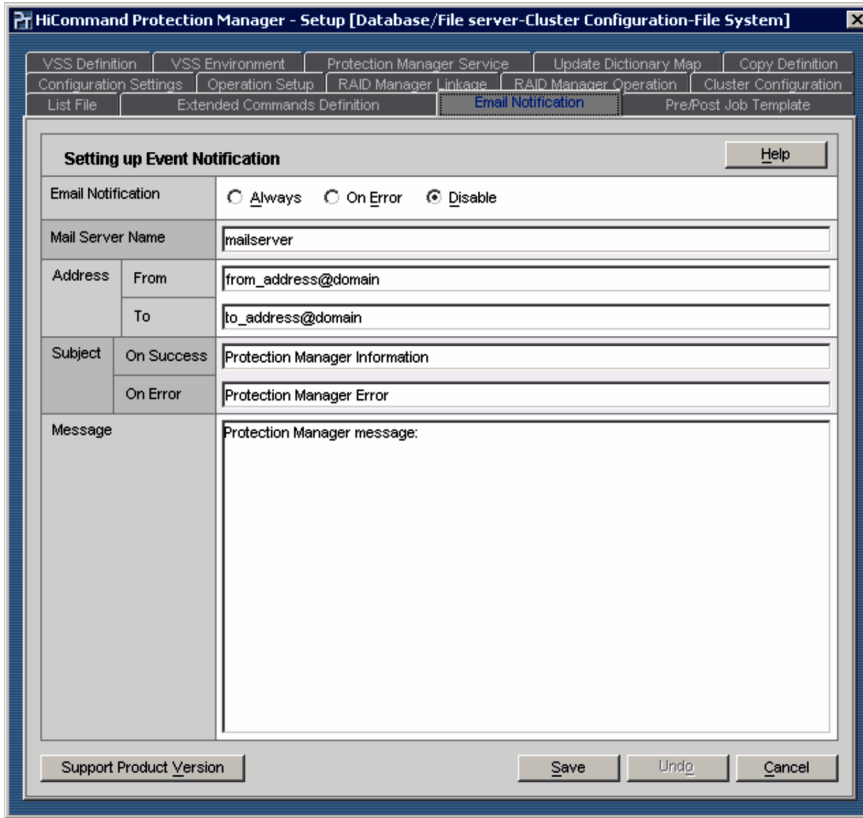 HiCommand Protection Manager - Setup [Database/File server-Cluster Configuration-File System]
VSS Definition VSS Environment Protection Manager Service Update Dictionary Map Copy Definition
Configuration Settings Operation Setup RAID Manager Linkage RAID Manager Operation Cluster Configuration
List File Extended Commands Definition Email Notification Pre/Post Job Template
Setting up Event Notification Help
Email Notification Always On Error Disable
Mail Server Name mailserver
Address From from_address@domain
To to_address@domain
Subject On Success Protection Manager Information
On Error Protection Manager Error
Message Protection Manager message:
Support Product Version Save Undo Cancel